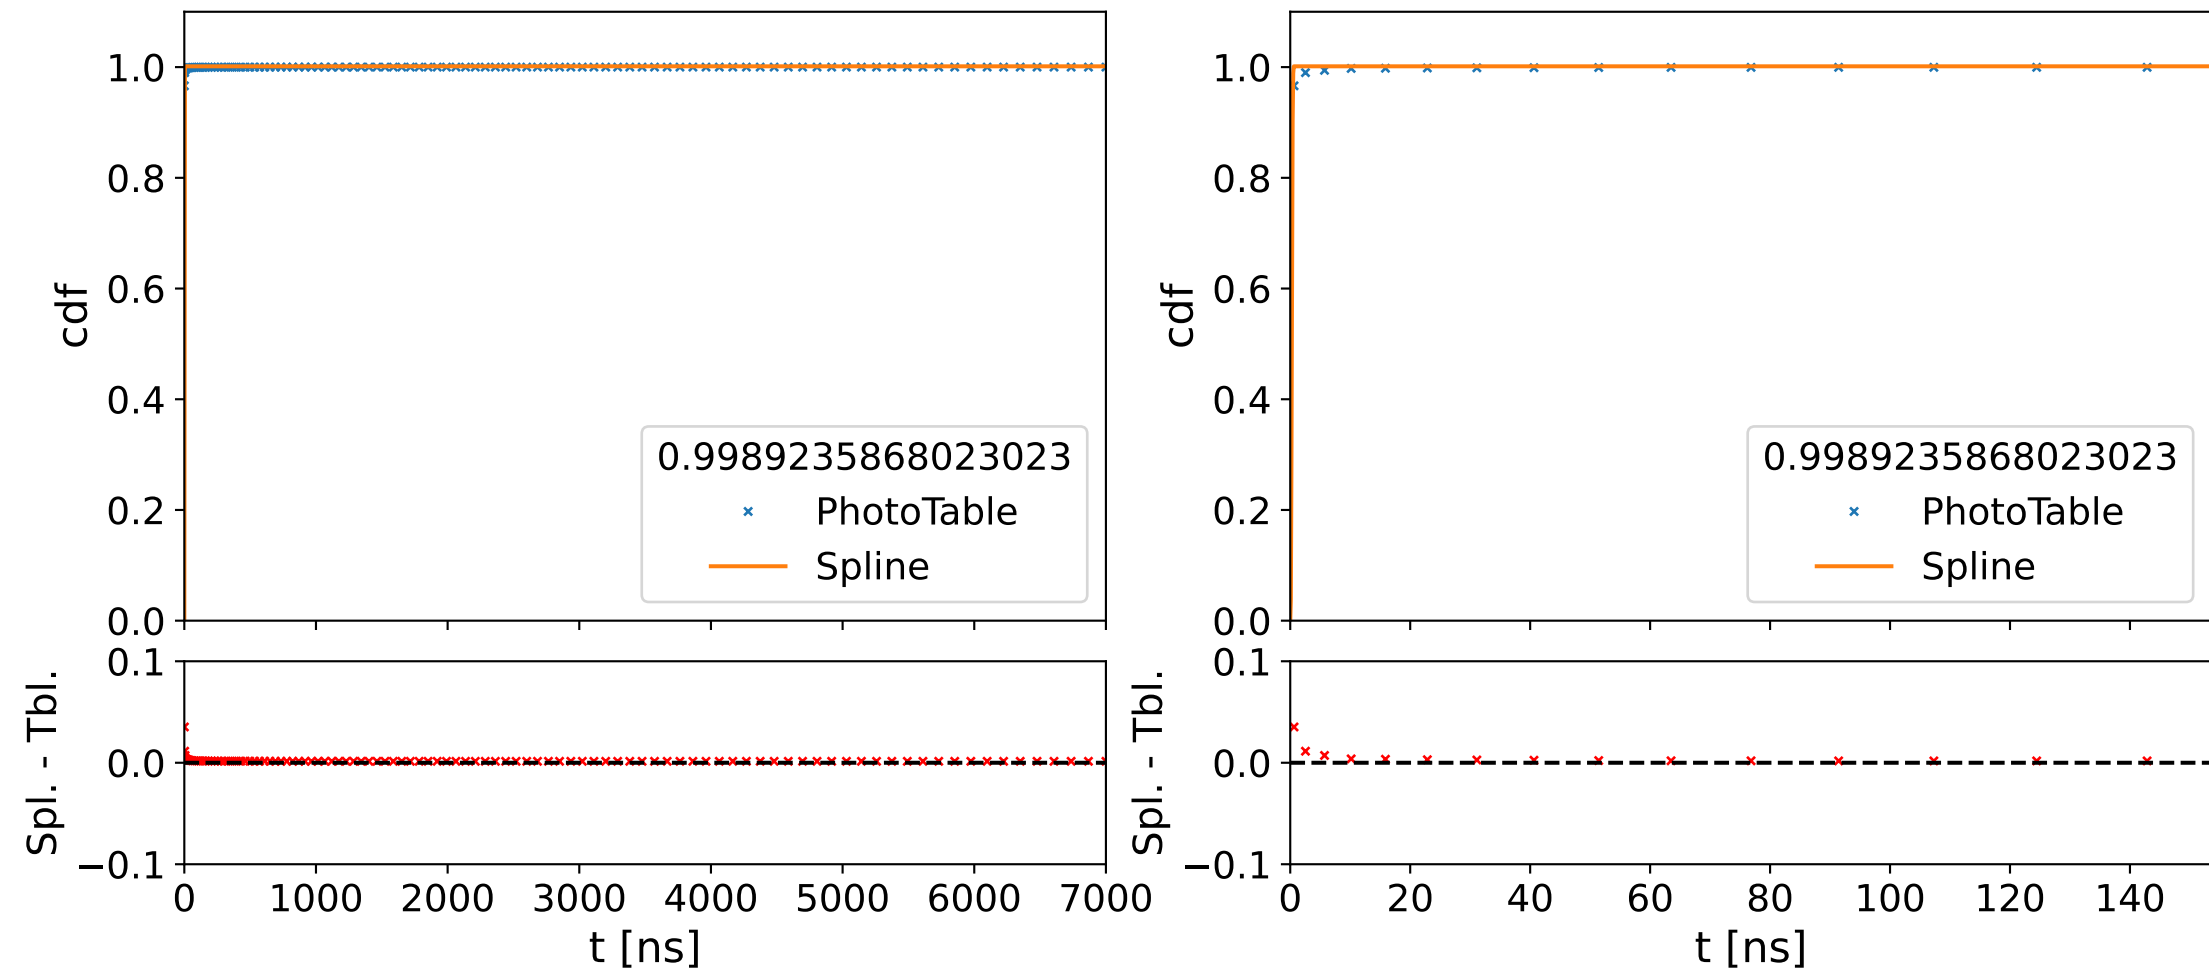 cdf
1.0
0.8
0.6
0.4
0.2
0.0
0.9989235868023023
PhotoTable
Spline
Spl. - Tbl.
0.1
0.0
−0.1
0 1000 2000 3000 4000 5000 6000 7000
t [ns]
cdf
1.0
0.8
0.6
0.4
0.2
0.0
0.9989235868023023
PhotoTable
Spline
Spl. - Tbl.
0.1
0.0
−0.1
0 20 40 60 80 100 120 140
t [ns]